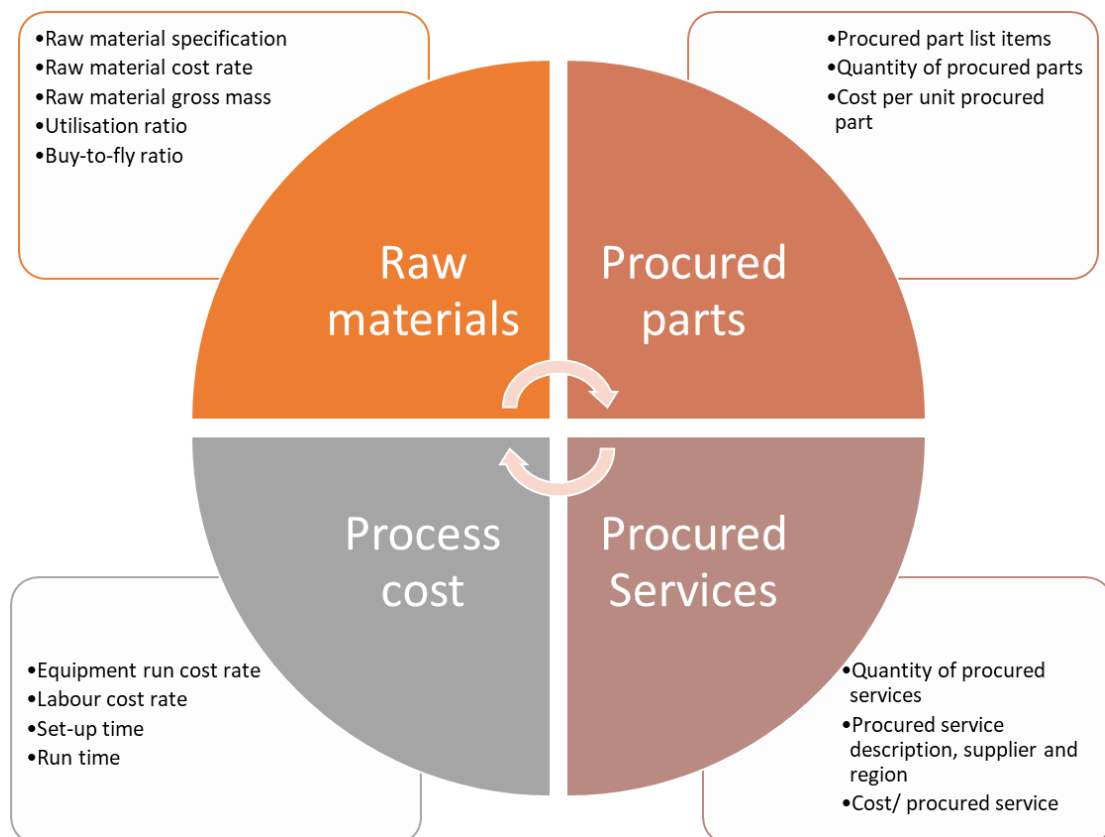 •Raw material specification
•Raw material cost rate
•Raw material gross mass
•Utilisation ratio
•Buy-to-fly ratio
•Procured part list items
•Quantity of procured parts
•Cost per unit procured
part
Raw
materials
Procured
parts
Process
cost
Procured
Services
•Equipment run cost rate
•Labour cost rate
•Set-up time
•Run time
•Quantity of procured
services
•Procured service
description, supplier and
region
•Cost/ procured service